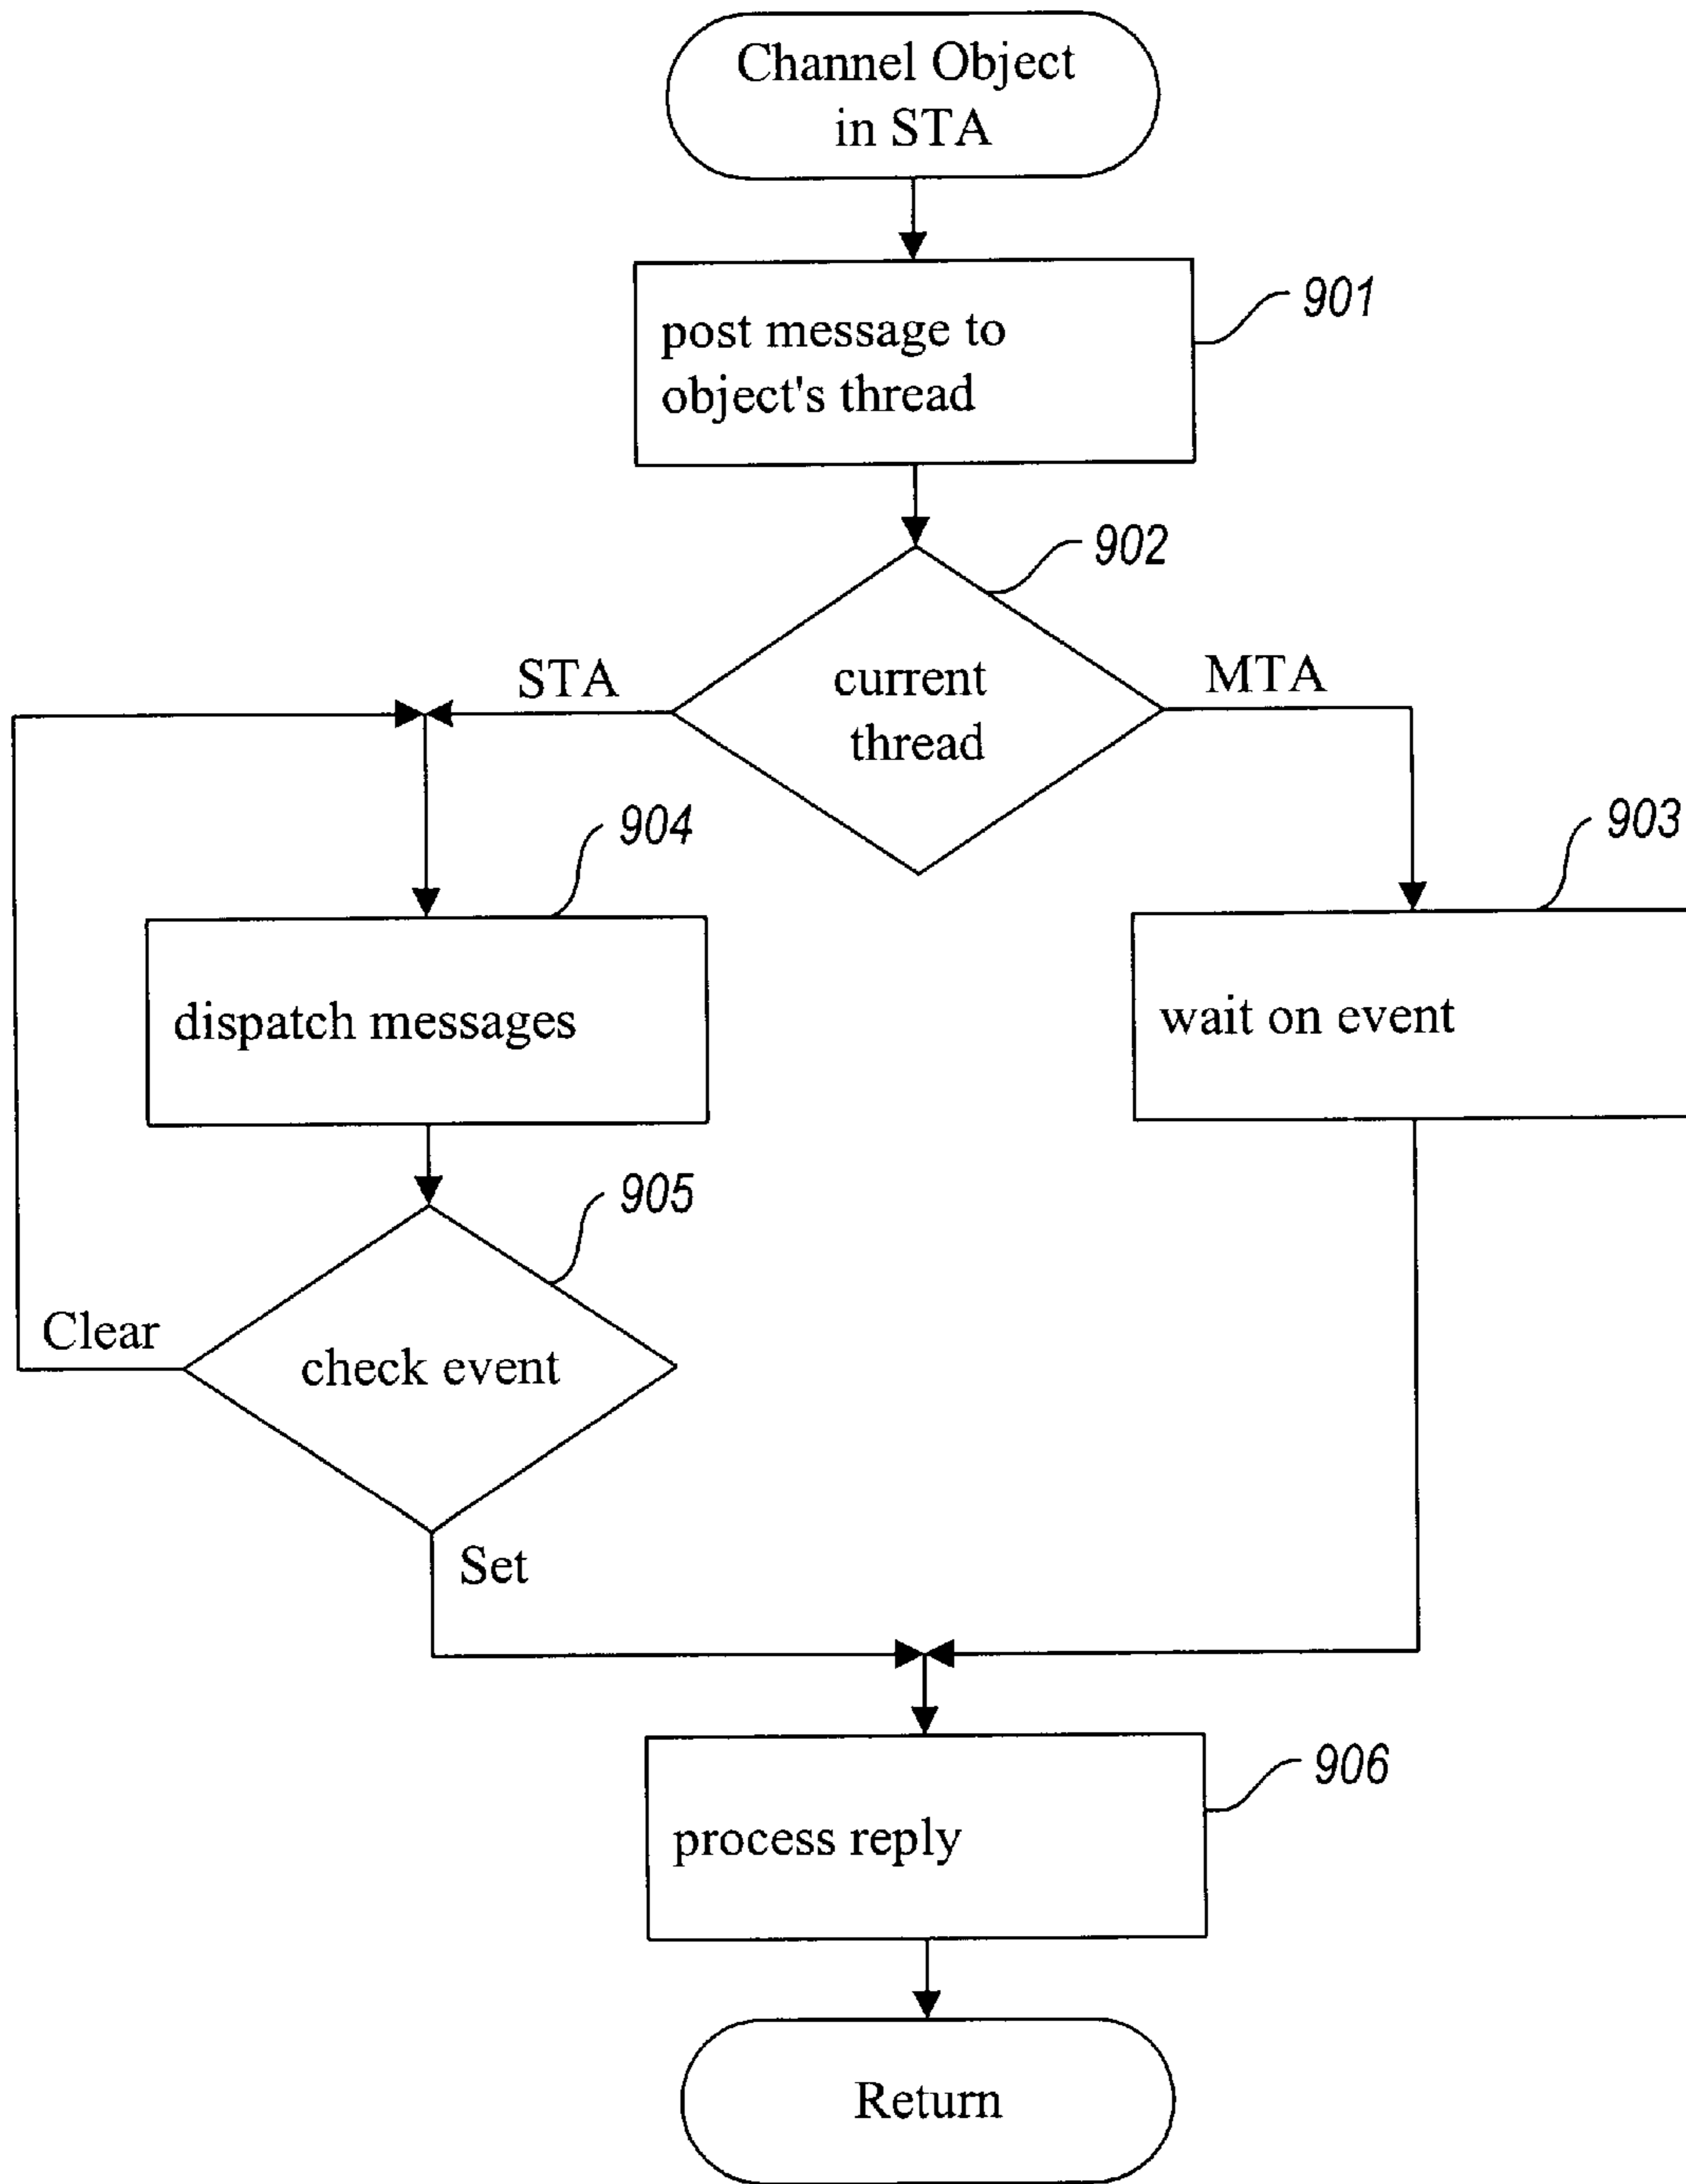 Channel Object
in STA
901
post message to
object's thread
902
STA
current
thread
MTA
904
903
dispatch messages
wait on event
905
Clear
check event
Set
906
process reply
Return